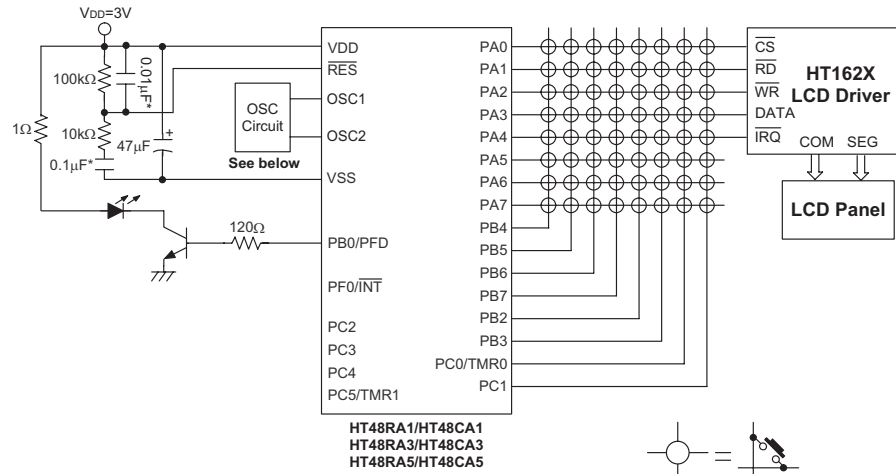 VDD=3V
100kΩ
0.01μF*
1Ω
10kΩ
47μF
+
0.1μF*
OSC
Circuit
See below
120Ω
VDD
RES
OSC1
OSC2
VSS
PB0/PFD
PF0/INT
PC2
PC3
PC4
PC5/TMR1
PA0
PA1
PA2
PA3
PA4
PA5
PA6
PA7
PB4
PB5
PB6
PB7
PB2
PB3
PC0/TMR0
PC1
CS
RD
WR
DATA
IRQ
HT162X
LCD Driver
COM SEG
LCD Panel
HT48RA1/HT48CA1
HT48RA3/HT48CA3
HT48RA5/HT48CA5
=